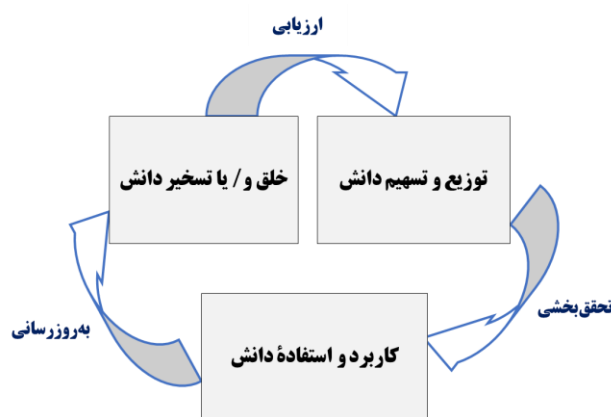 ارزیابی
توزیع و تسهیم دانش
خلق و/ یا تسخیر دانش
تحقق‌بخشی
به‌روزرسانی
کاربرد و استفادهٔ دانش